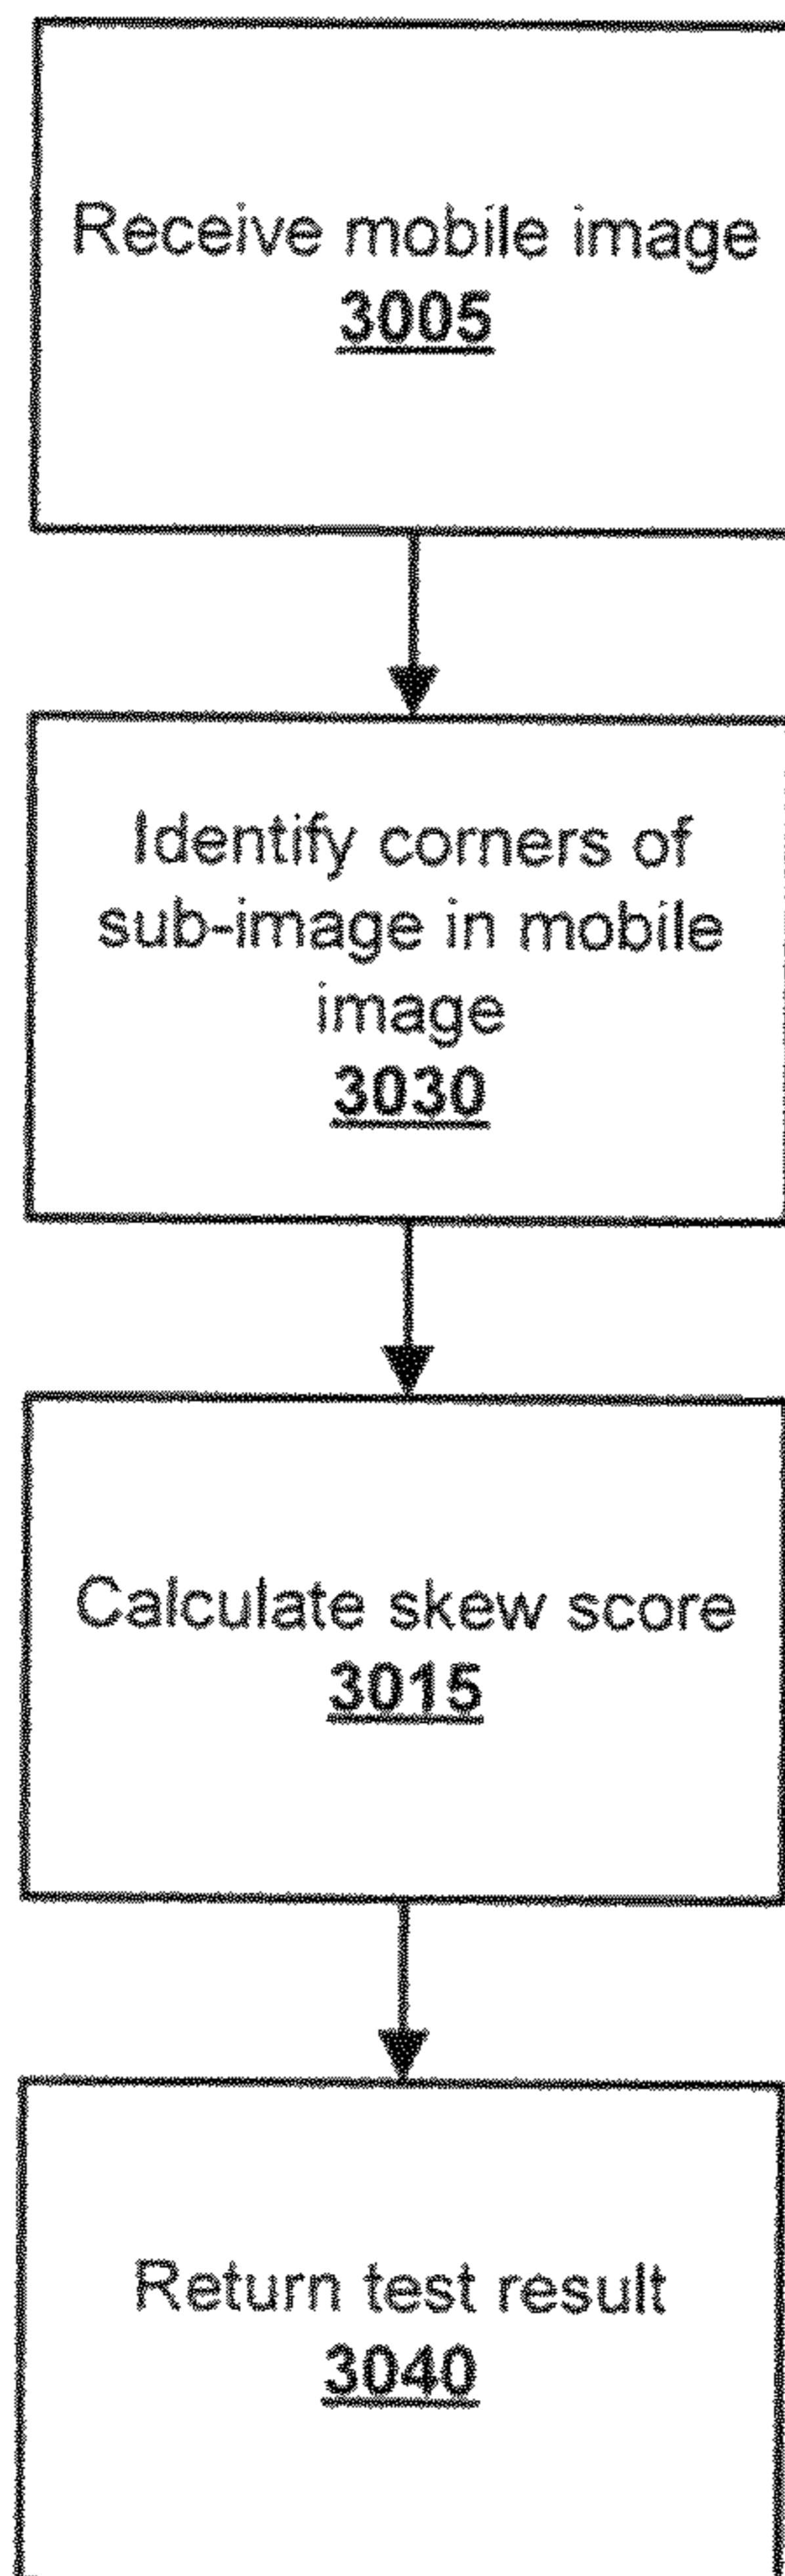 Receive mobile image
3005
Identify corners of
sub-image in mobile
image
3030
Calculate skew score
3015
Return test result
3040